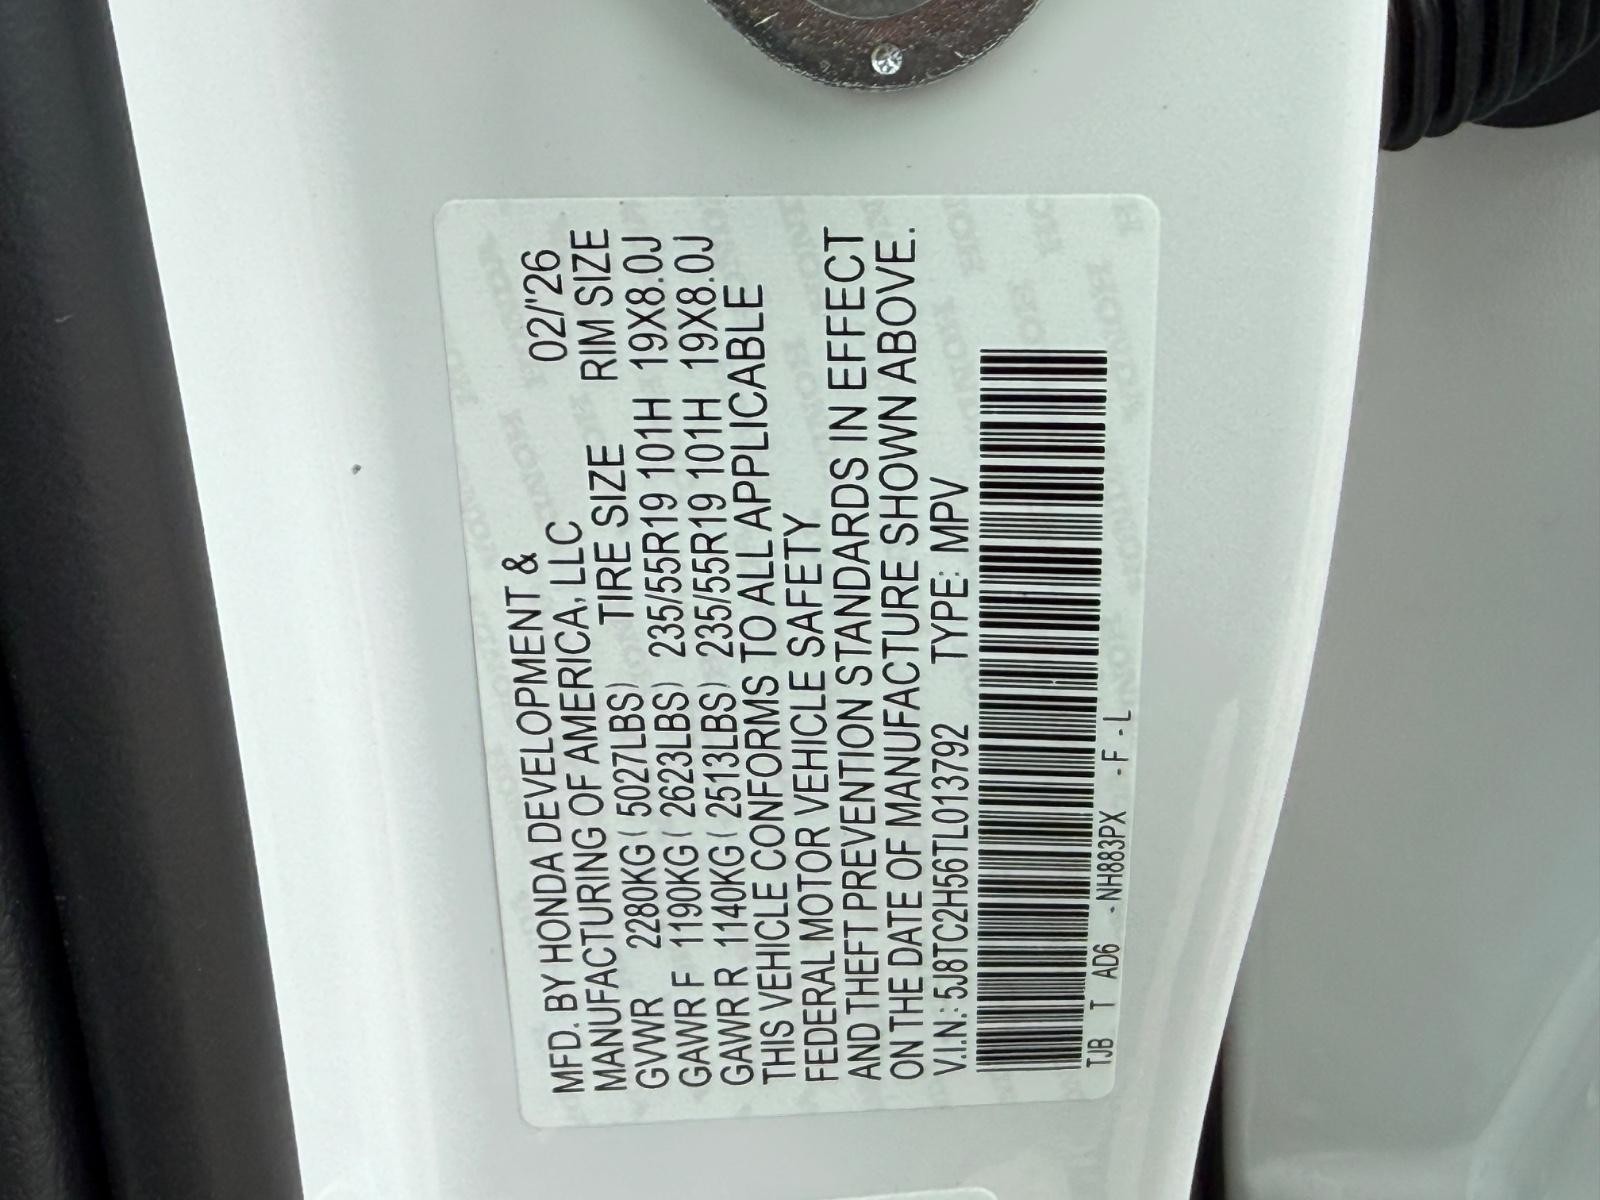 MFD. BY HONDA DEVELOPMENT & 02/'26
MANUFACTURING OF AMERICA, LLC
TIRE SIZE RIM SIZE
GVWR 2280KG ( 5027LBS) 235/55R19 101H 19X8.0J
GAWR F 1190KG ( 2623LBS) 235/55R19 101H 19X8.0J
GAWR R 1140KG ( 2513LBS)
THIS VEHICLE CONFORMS TO ALL APPLICABLE
FEDERAL MOTOR VEHICLE SAFETY
AND THEFT PREVENTION STANDARDS IN EFFECT
ON THE DATE OF MANUFACTURE SHOWN ABOVE.
V.I.N.: 5J8TC2H56TL013792 TYPE: MPV
TJB T AD6 -NH883PX -F -L